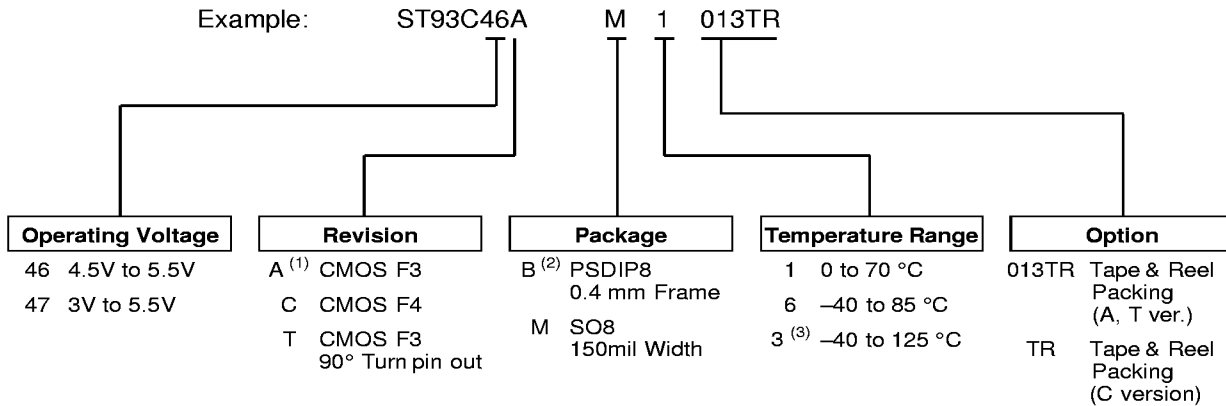 Example: ST93C46A M 1 013TR
Operating Voltage
46 4.5V to 5.5V
47 3V to 5.5V
Revision
A (1) CMOS F3
C CMOS F4
T CMOS F3
90° Turn pin out
Package
B (2) PSDIP8
0.4 mm Frame
M SO8
150mil Width
Temperature Range
1 0 to 70 °C
6 –40 to 85 °C
3 (3) –40 to 125 °C
Option
013TR Tape & Reel
Packing
(A, T ver.)
TR Tape & Reel
Packing
(C version)